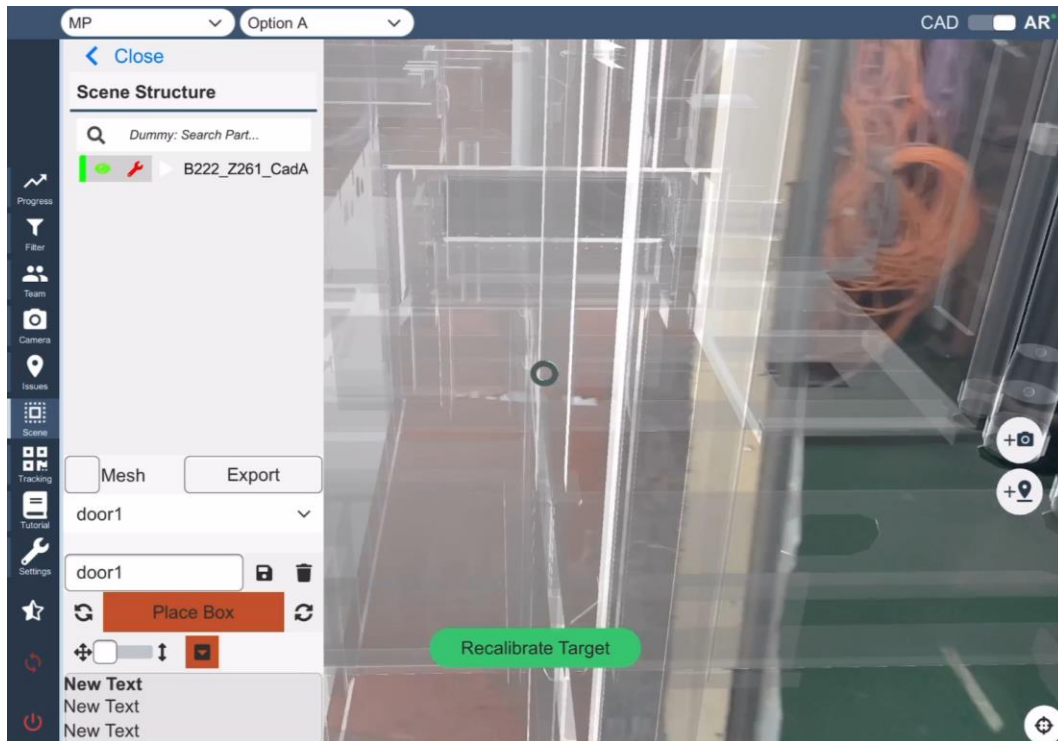 MP
Option A
CAD
AR
Close
Scene Structure
Dummy: Search Part...
B222_Z261_CadA
Progress
Filter
Team
Camera
Issues
Scene
Tracking
Tutorial
Settings
Mesh
Export
door1
door1
Place Box
Recalibrate Target
New Text
New Text
New Text